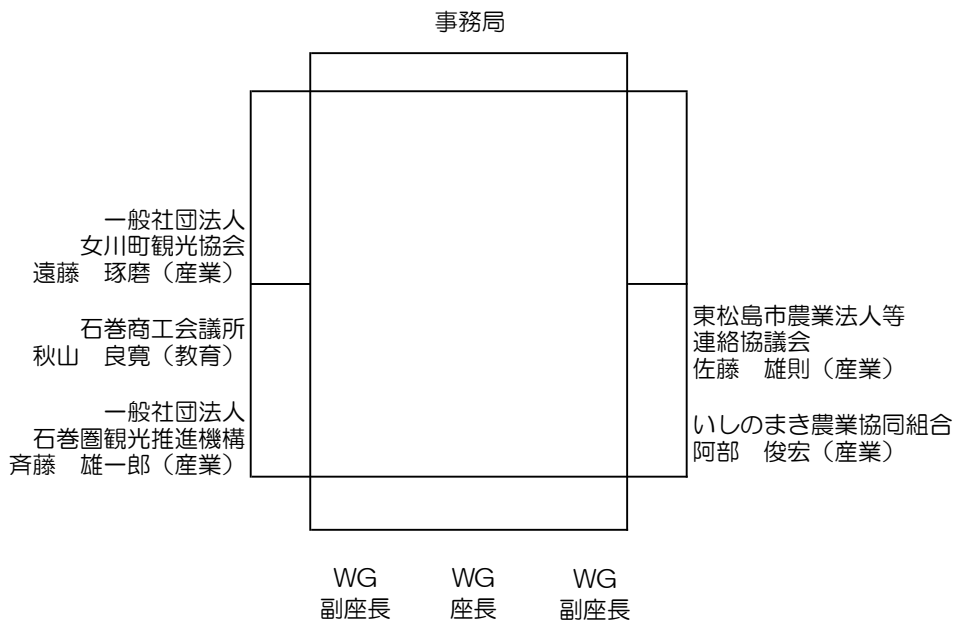 事務局
一般社団法人
女川町観光協会
遠藤　琢磨（産業）
石巻商工会議所
秋山　良寛（教育）
一般社団法人
石巻圏観光推進機構
斉藤　雄一郎（産業）
東松島市農業法人等
連絡協議会
佐藤　雄則（産業）
いしのまき農業協同組合
阿部　俊宏（産業）
WG
副座長
WG
座長
WG
副座長